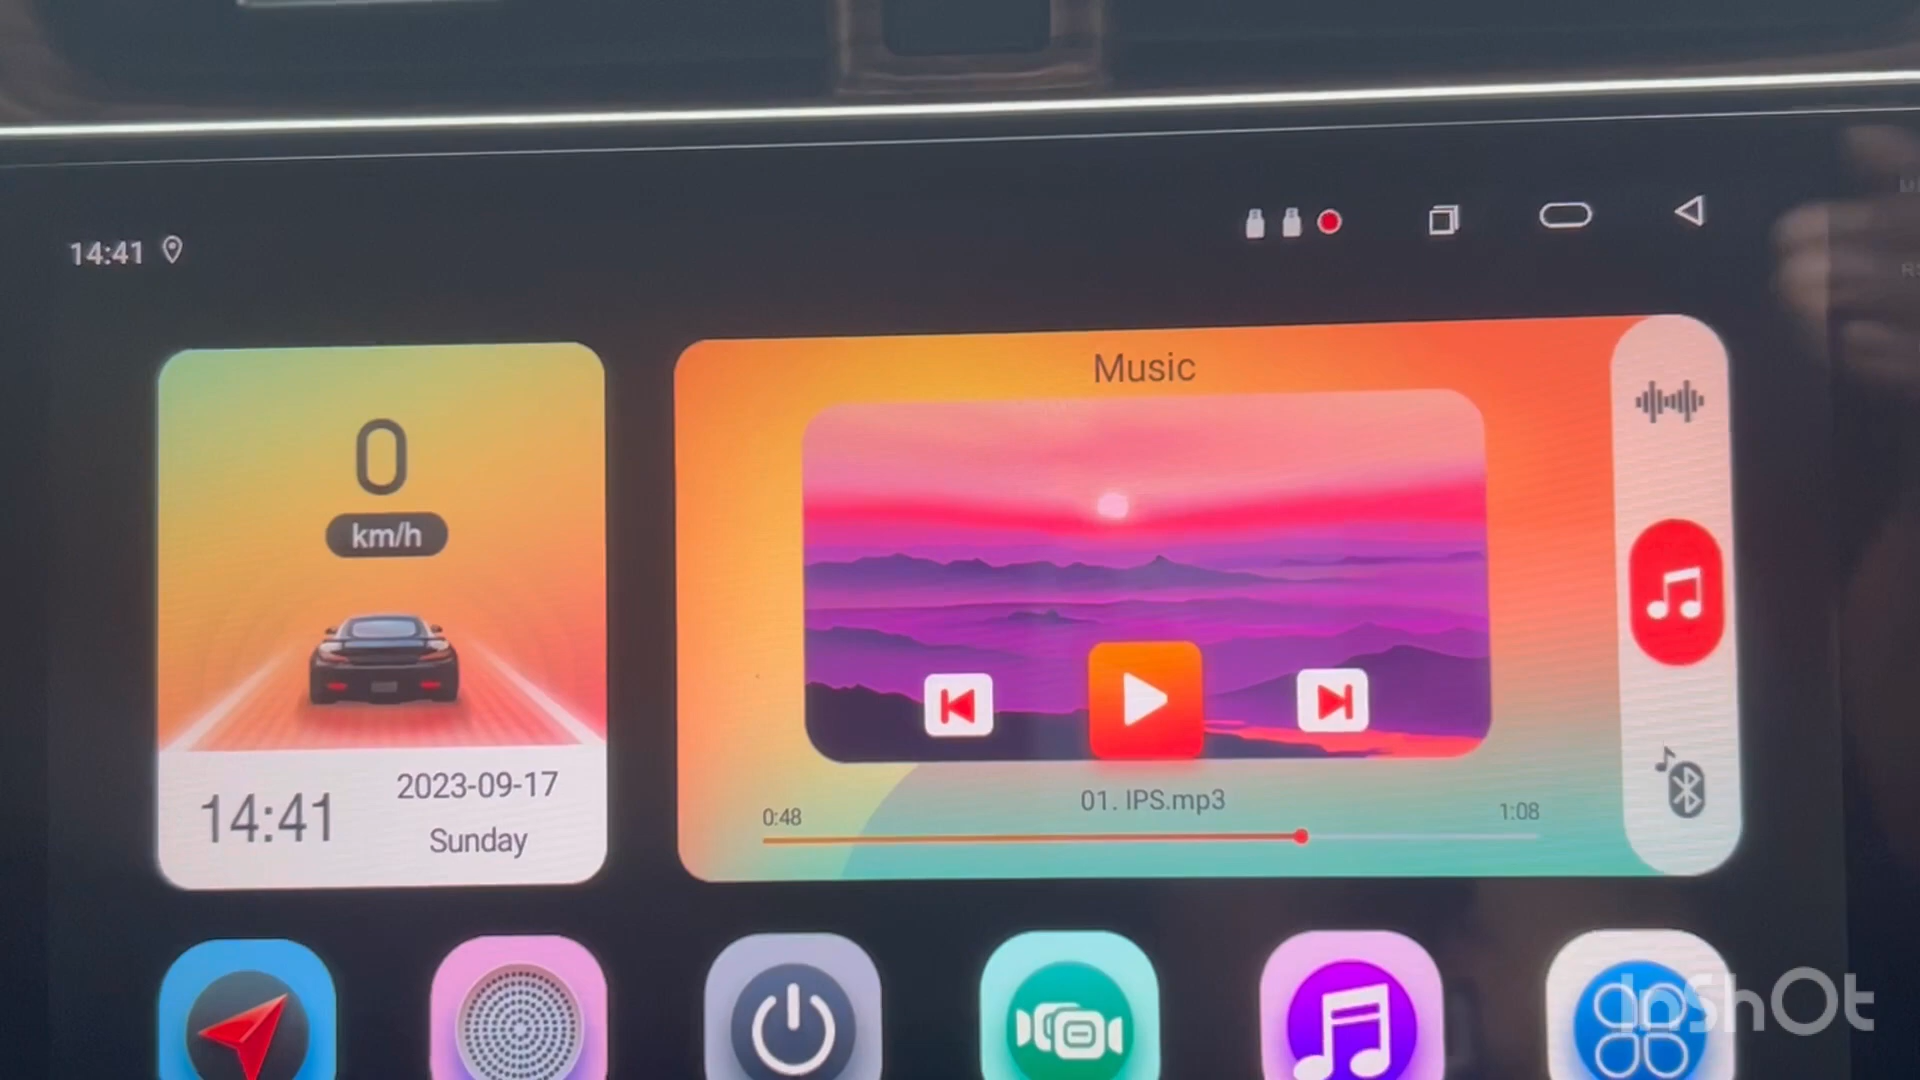 14:41
Music
0
km/h
2023-09-17
14:41
Sunday
0:48
01. IPS.mp3
1:08
InShOt